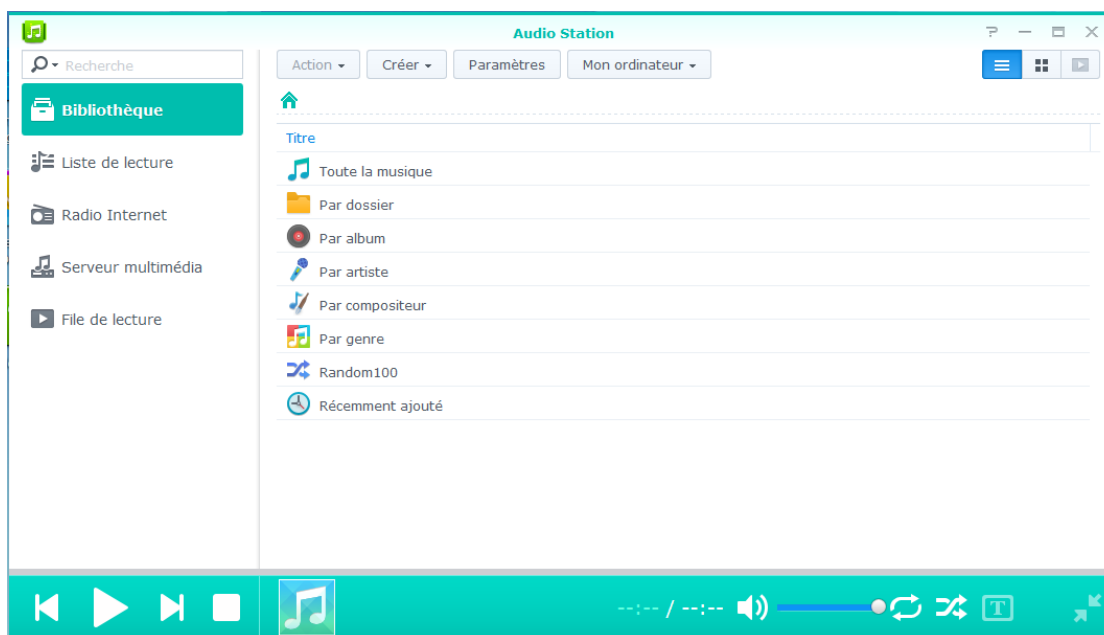 Audio Station
Recherche
Action Créer Paramètres Mon ordinateur
Bibliothèque
Liste de lecture
Radio Internet
Serveur multimédia
File de lecture
Titre
Toute la musique
Par dossier
Par album
Par artiste
Par compositeur
Par genre
Random100
Récemment ajouté
--:-- / --:--
T